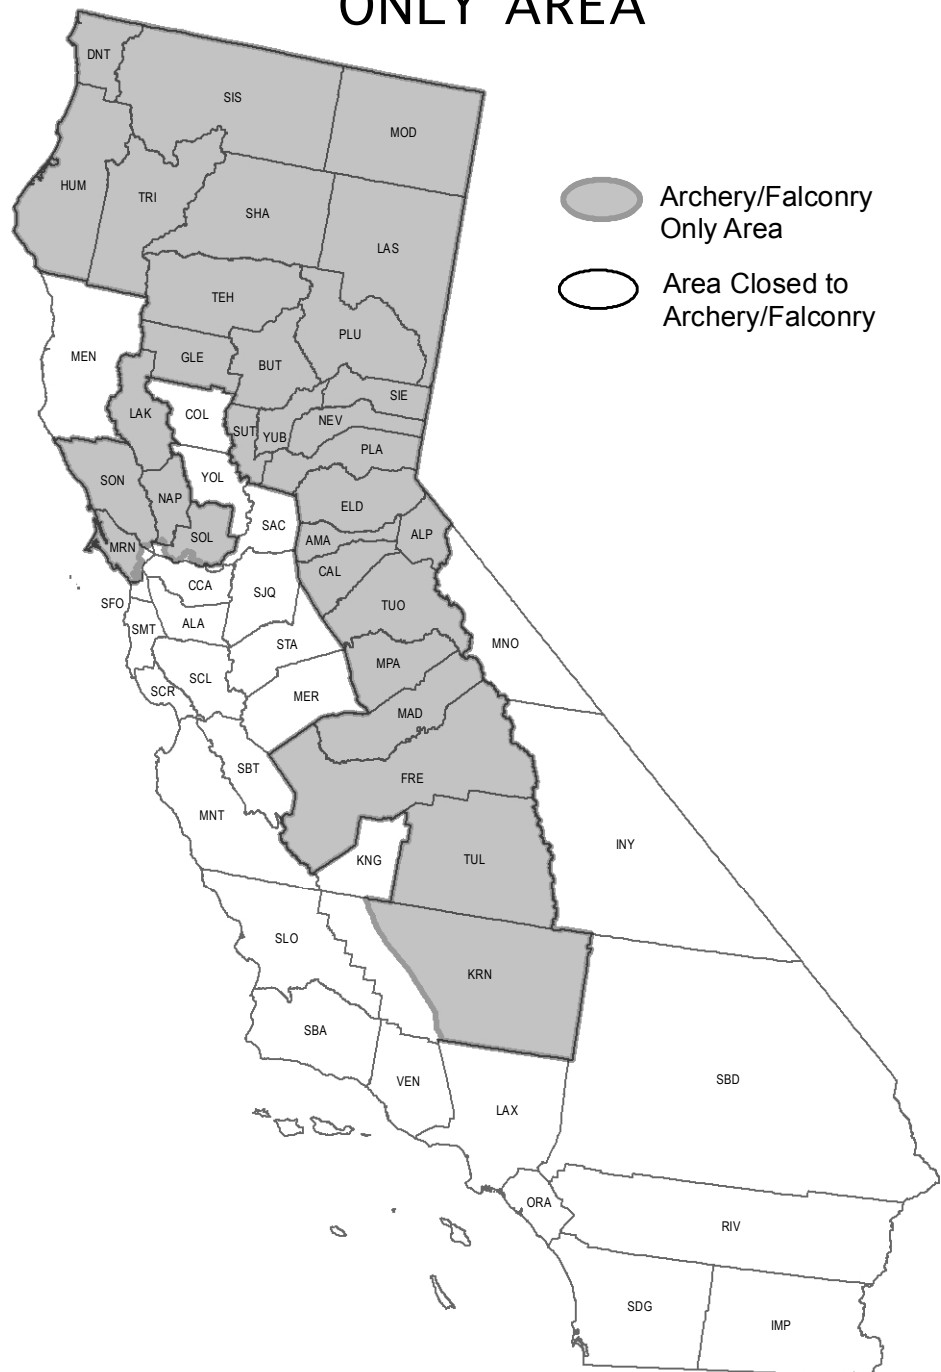 ONLY AREA
DNT
SIS
MOD
HUM
TRI
SHA
LAS
Archery/Falconry
Only Area
Area Closed to
Archery/Falconry
TEH
PLU
MEN
GLE
BUT
SIE
LAK
COL
SUT
YUB
NEV
PLA
SON
NAP
YOL
ELD
SAC
SOL
AMA
ALP
MRN
CAL
CCA
SJQ
TUO
SFO
SMT
ALA
STA
MNO
SCL
MPA
SCR
MER
MAD
SBT
FRE
MNT
KNG
TUL
INY
SLO
KRN
SBA
VEN
LAX
SBD
ORA
RIV
SDG
IMP